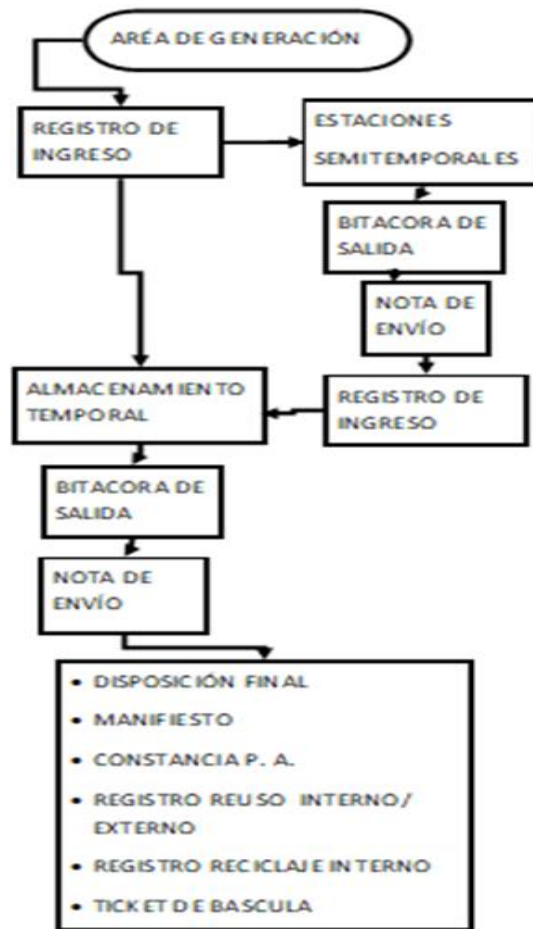 ARÉA DE GENERACIÓN
REGISTRO DE
INGRESO
ESTACIONES
SEMITEMPORALES
BITACORA DE
SALIDA
NOTA DE
ENVÍO
REGISTRO DE
INGRESO
ALMACENAMIENTO
TEMPORAL
BITACORA DE
SALIDA
NOTA DE
ENVÍO
• DISPOSICIÓN FINAL
• MANIFIESTO
• CONSTANCIA P. A.
• REGISTRO REUSO INTERNO/
EXTERNO
• REGISTRO RECICLAJE INTERNO
• TICKET DE BASCULA